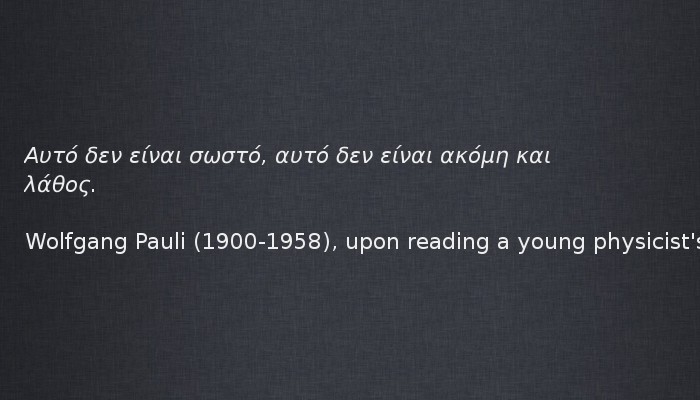 Αυτό δεν είναι σωστό, αυτό δεν είναι ακόμη και
λάθος.
Wolfgang Pauli (1900-1958), upon reading a young physicist's